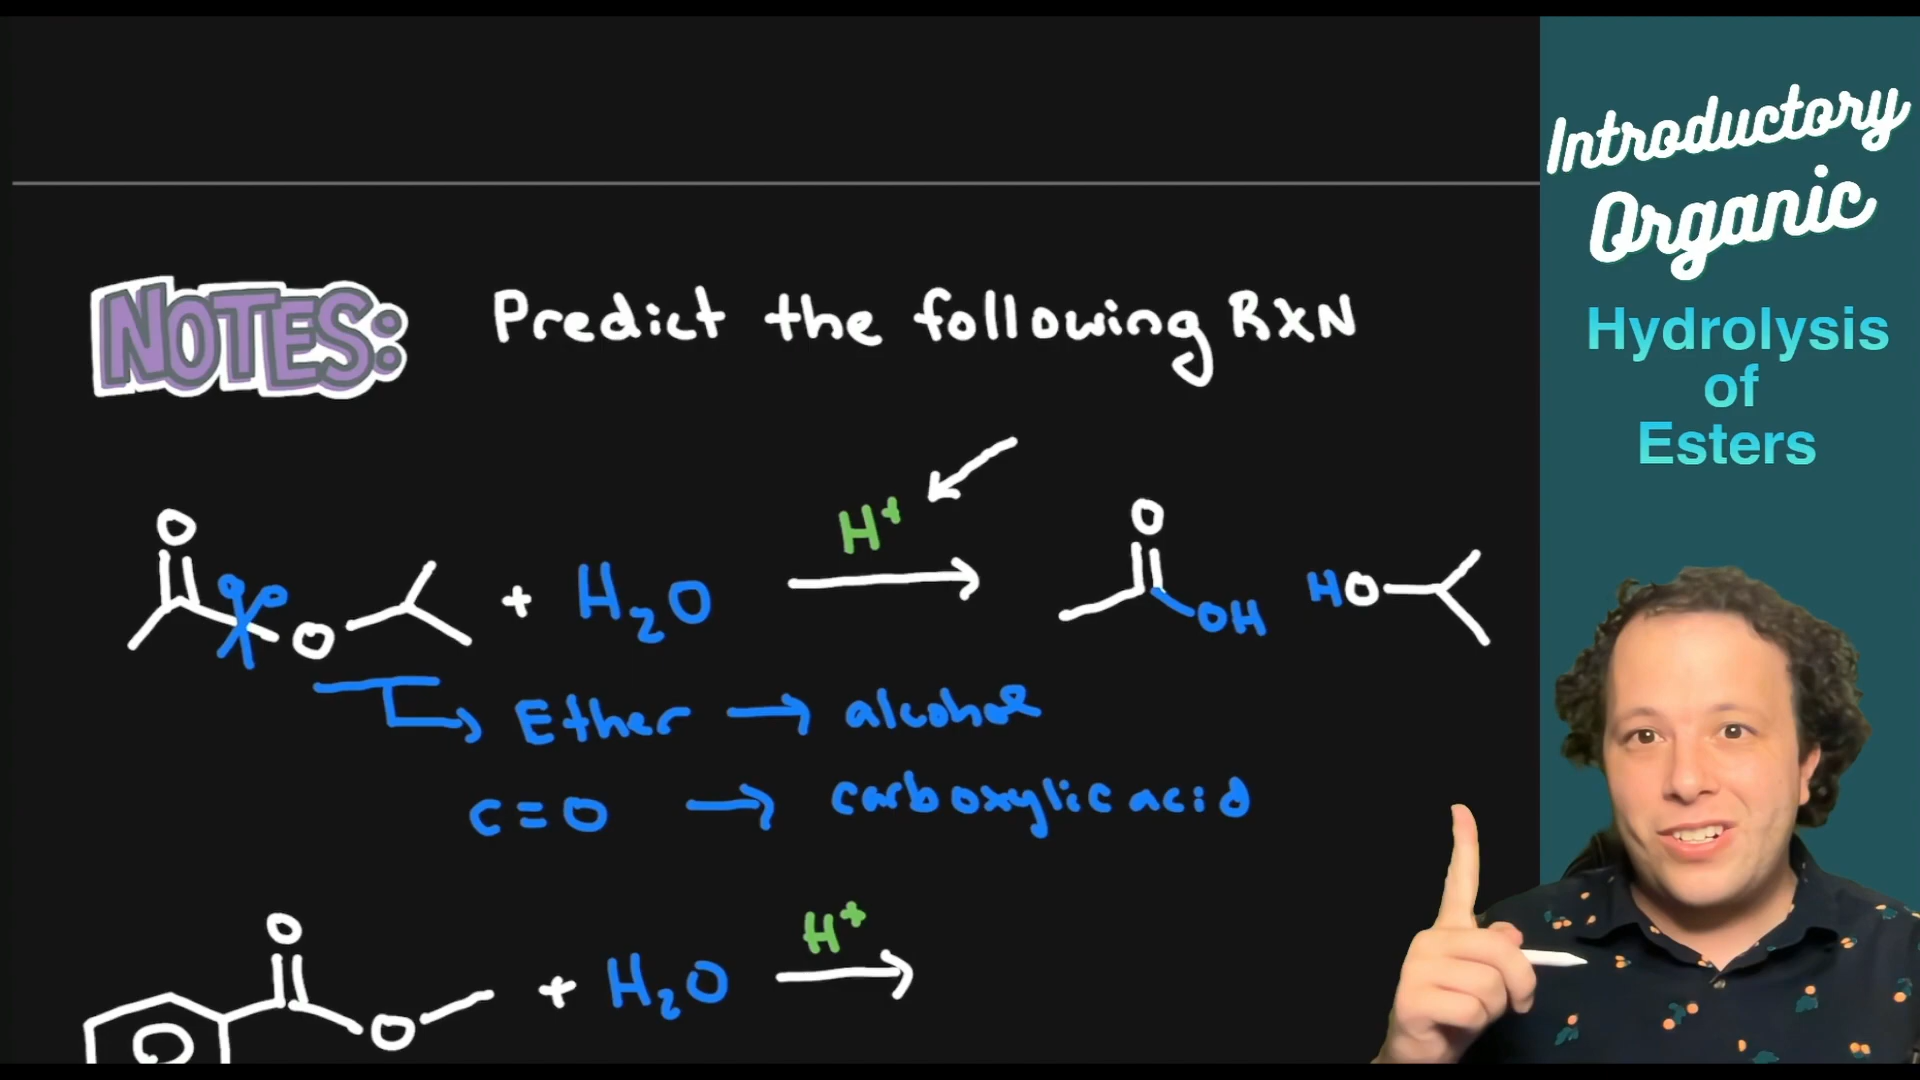 Introductory
Organic
Hydrolysis
of
Esters
NOTES: Predict the following RXN
O
O + H₂O H⁺ O OH HO
Ether → alcohol
C=O → carboxylic acid
O
O + H₂O H⁺